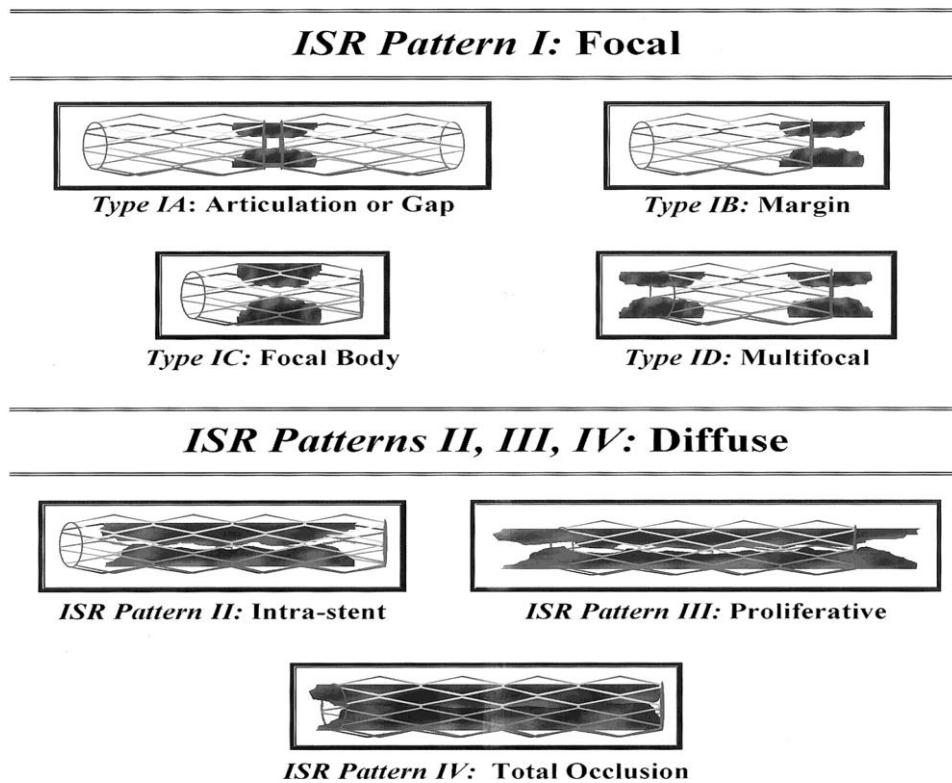 ISR Pattern I: Focal
Type IA: Articulation or Gap
Type IB: Margin
Type IC: Focal Body
Type ID: Multifocal
ISR Patterns II, III, IV: Diffuse
ISR Pattern II: Intra-stent
ISR Pattern III: Proliferative
ISR Pattern IV: Total Occlusion